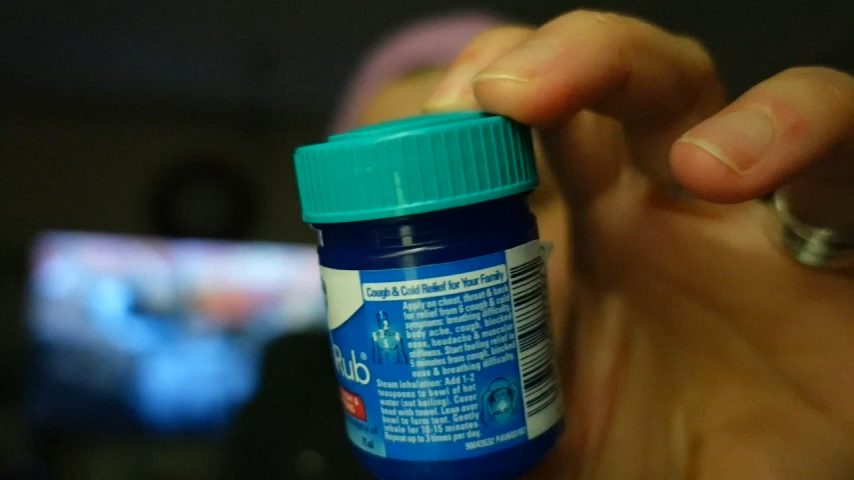 Cough & Cold Relief for Your Family
Apply on chest, throat & back
for relief from 6 cough & cold
symptoms: breathing difficulty,
body ache, cough, blocked
nose, headache & muscular
stiffness. Start feeling relief in
5 minutes from cough, blocked
nose & breathing difficulty.
Rub®
Steam Inhalation: Add 1-2
teaspoons to bowl of hot
water (not boiling). Cover
head with towel. Lean over
bowl to form tent. Gently
inhale for 10-15 minutes.
Repeat up to 3 times per day.